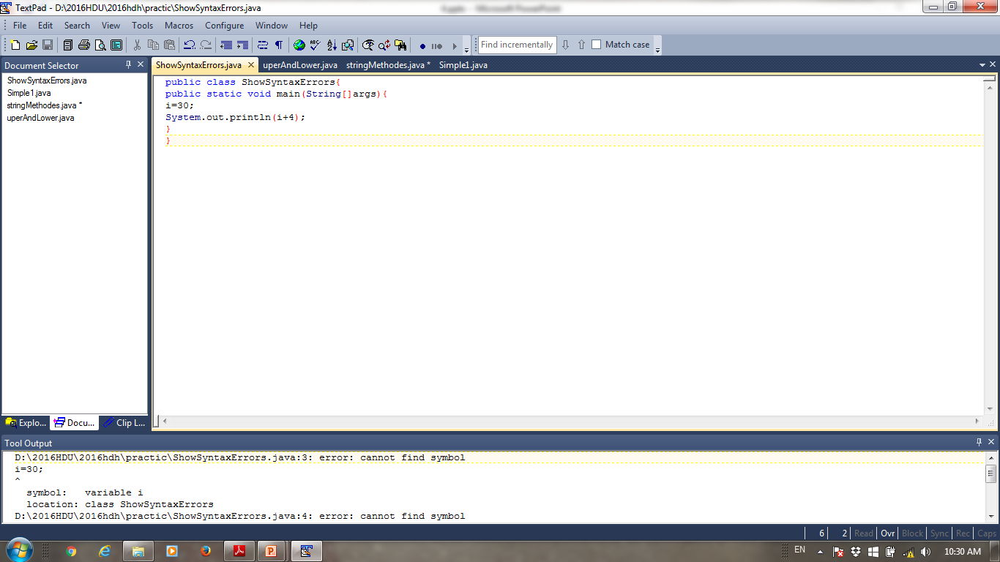 TextPad - D:\2016HDU\2016hdh\practic\ShowSyntaxErrors.java
File Edit Search View Tools Macros Configure Window Help
Find incrementally Match case
Document Selector
ShowSyntaxErrors.java
Simple1.java
stringMethodes.java *
uperAndLower.java
Explo... Docu... Clip L...
ShowSyntaxErrors.java uperAndLower.java stringMethodes.java * Simple1.java
public class ShowSyntaxErrors{
public static void main(String[]args){
i=30;
System.out.println(i+4);
}
}
Tool Output
D:\2016HDU\2016hdh\practic\ShowSyntaxErrors.java:3: error: cannot find symbol
i=30;
^
symbol: variable i
location: class ShowSyntaxErrors
D:\2016HDU\2016hdh\practic\ShowSyntaxErrors.java:4: error: cannot find symbol
6 2 Read Ovr Block Sync Rec Caps
EN 10:30 AM